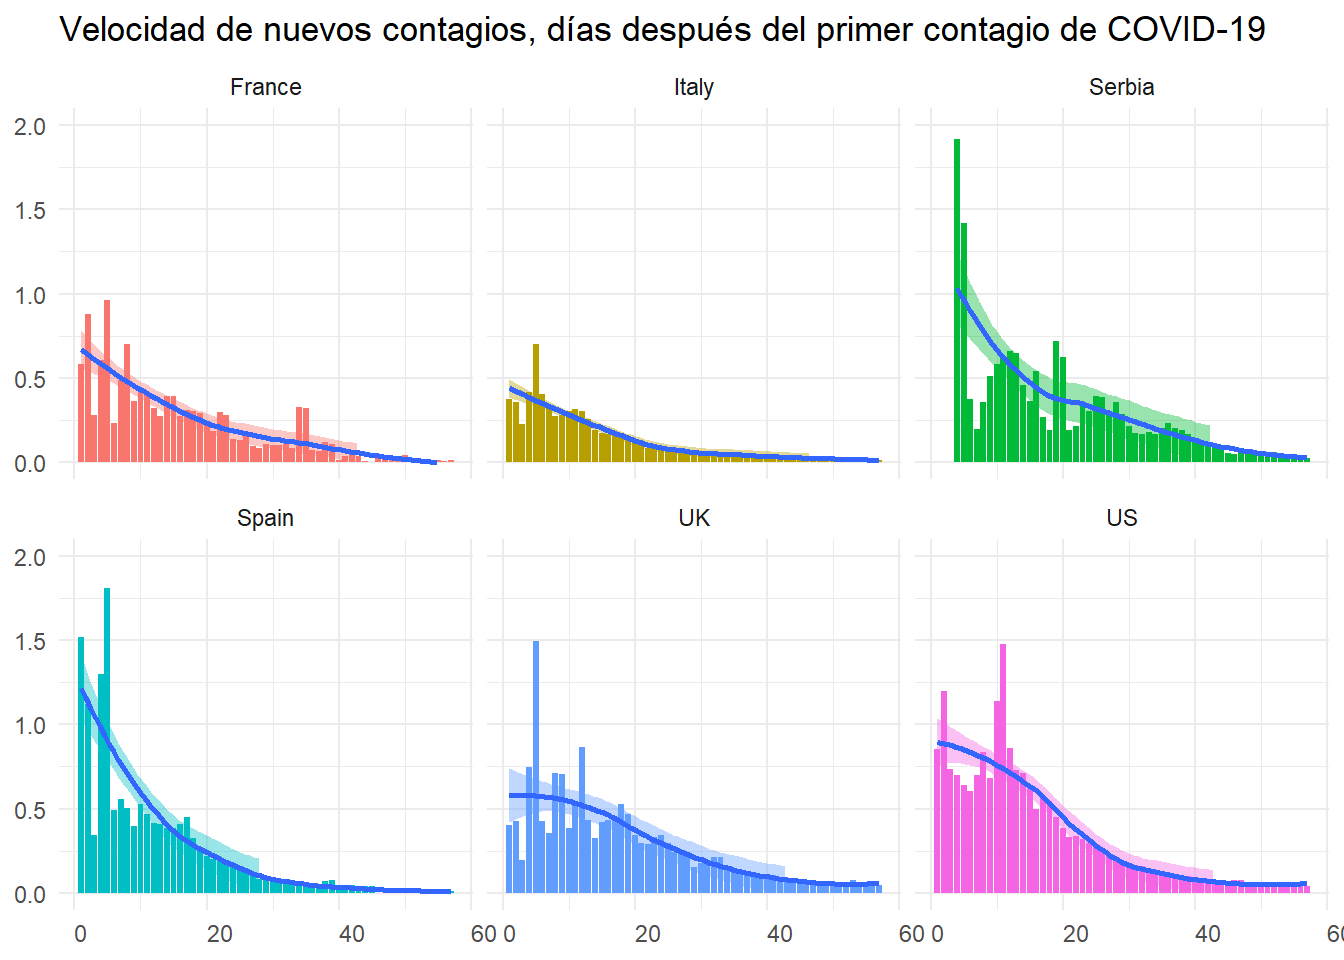 Velocidad de nuevos contagios, días después del primer contagio de COVID-19
France Italy Serbia
2.0
1.5
1.0
0.5
0.0
Spain UK US
2.0
1.5
1.0
0.5
0.0
0 20 40 60 0 20 40 60 0 20 40 60